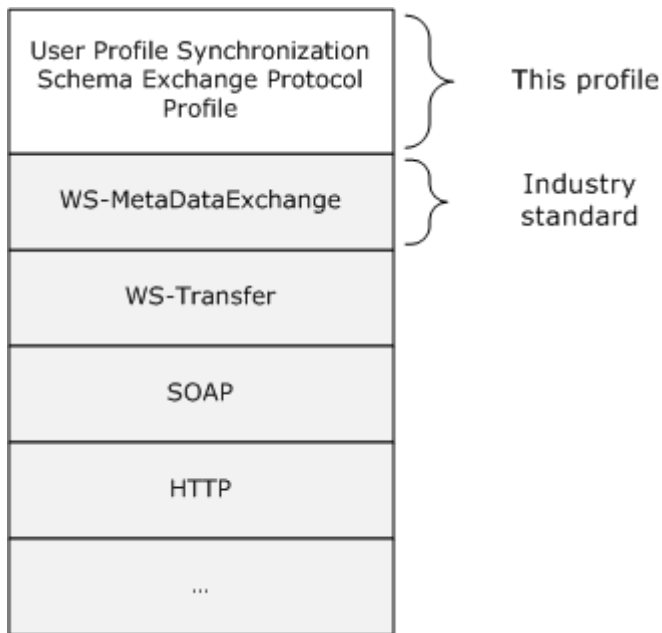 User Profile Synchronization
Schema Exchange Protocol
Profile
This profile
WS-MetaDataExchange
Industry
standard
WS-Transfer
SOAP
HTTP
...